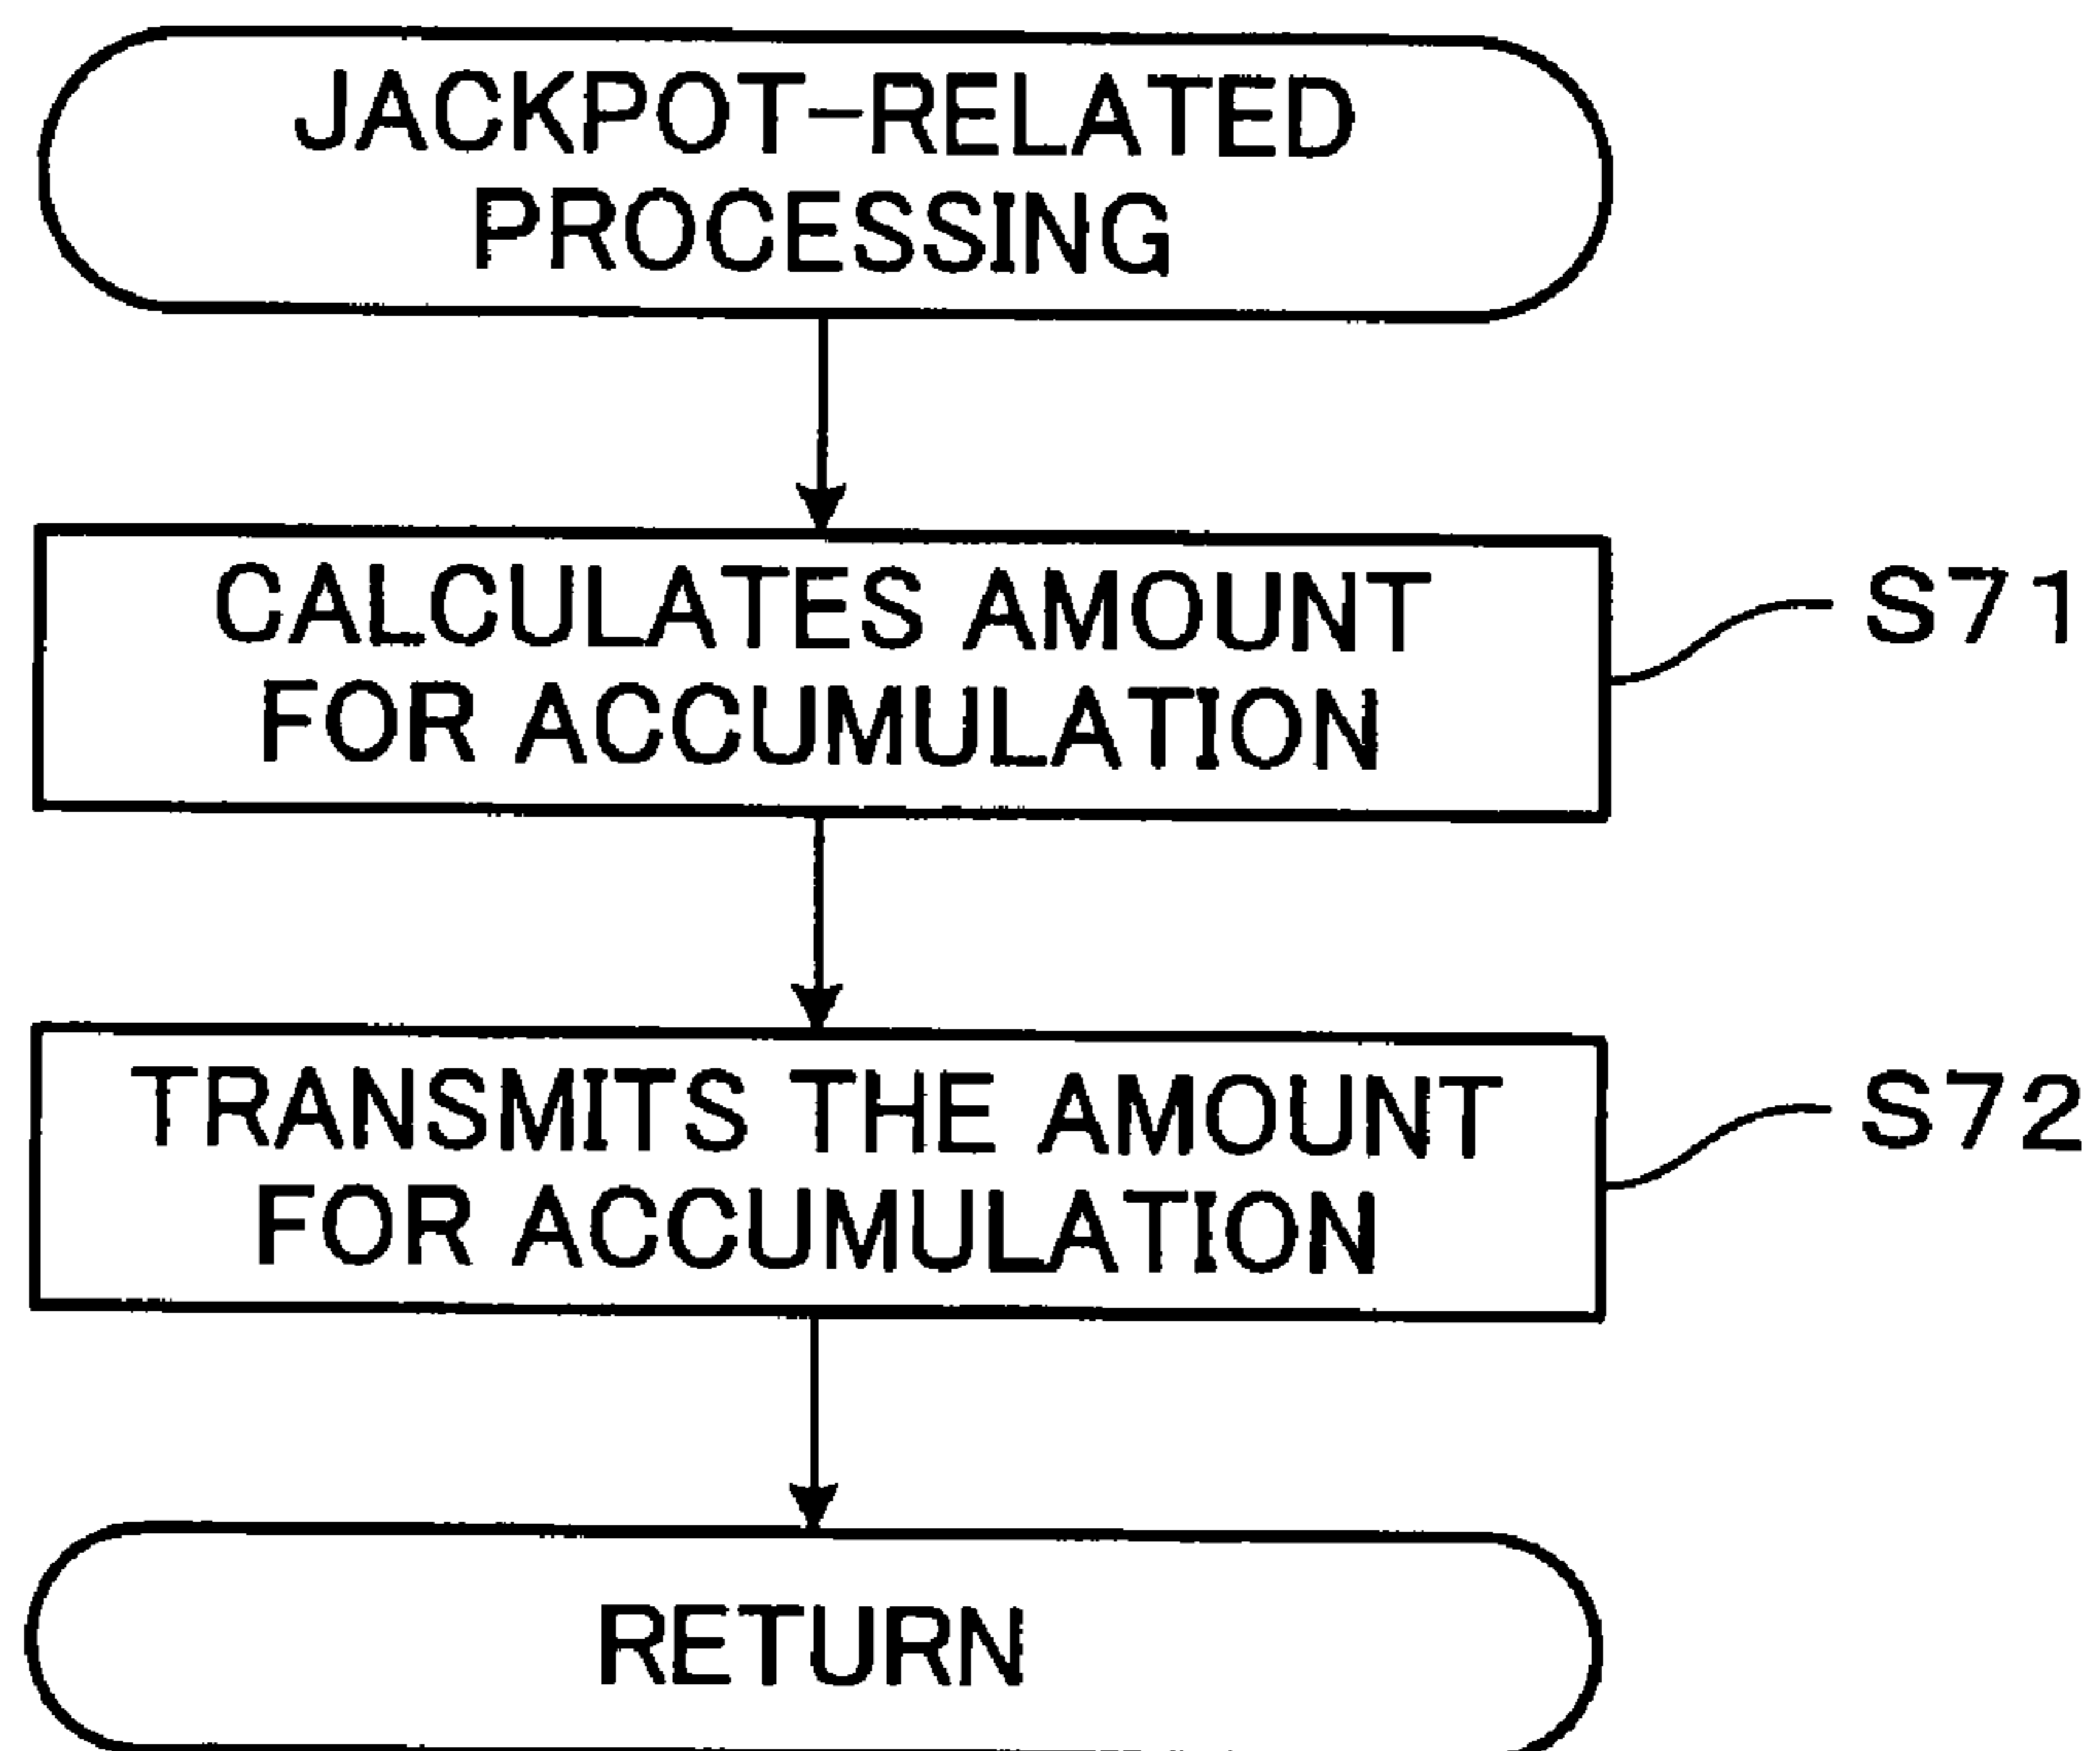 JACKPOT-RELATED
PROCESSING
CALCULATES AMOUNT
FOR ACCUMULATION
S71
TRANSMITS THE AMOUNT
FOR ACCUMULATION
S72
RETURN